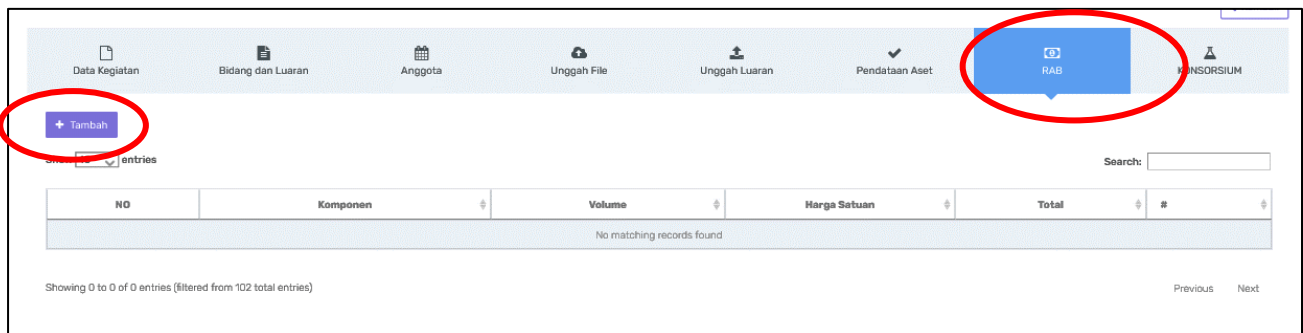 Data Kegiatan
Bidang dan Luaran
Anggota
Unggah File
Unggah Luaran
Pendataan Aset
RAB
KONSORSIUM
+ Tambah
Show 10 entries
Search:
NO Komponen Volume Harga Satuan Total #
No matching records found
Showing 0 to 0 of 0 entries (filtered from 102 total entries)
Previous Next